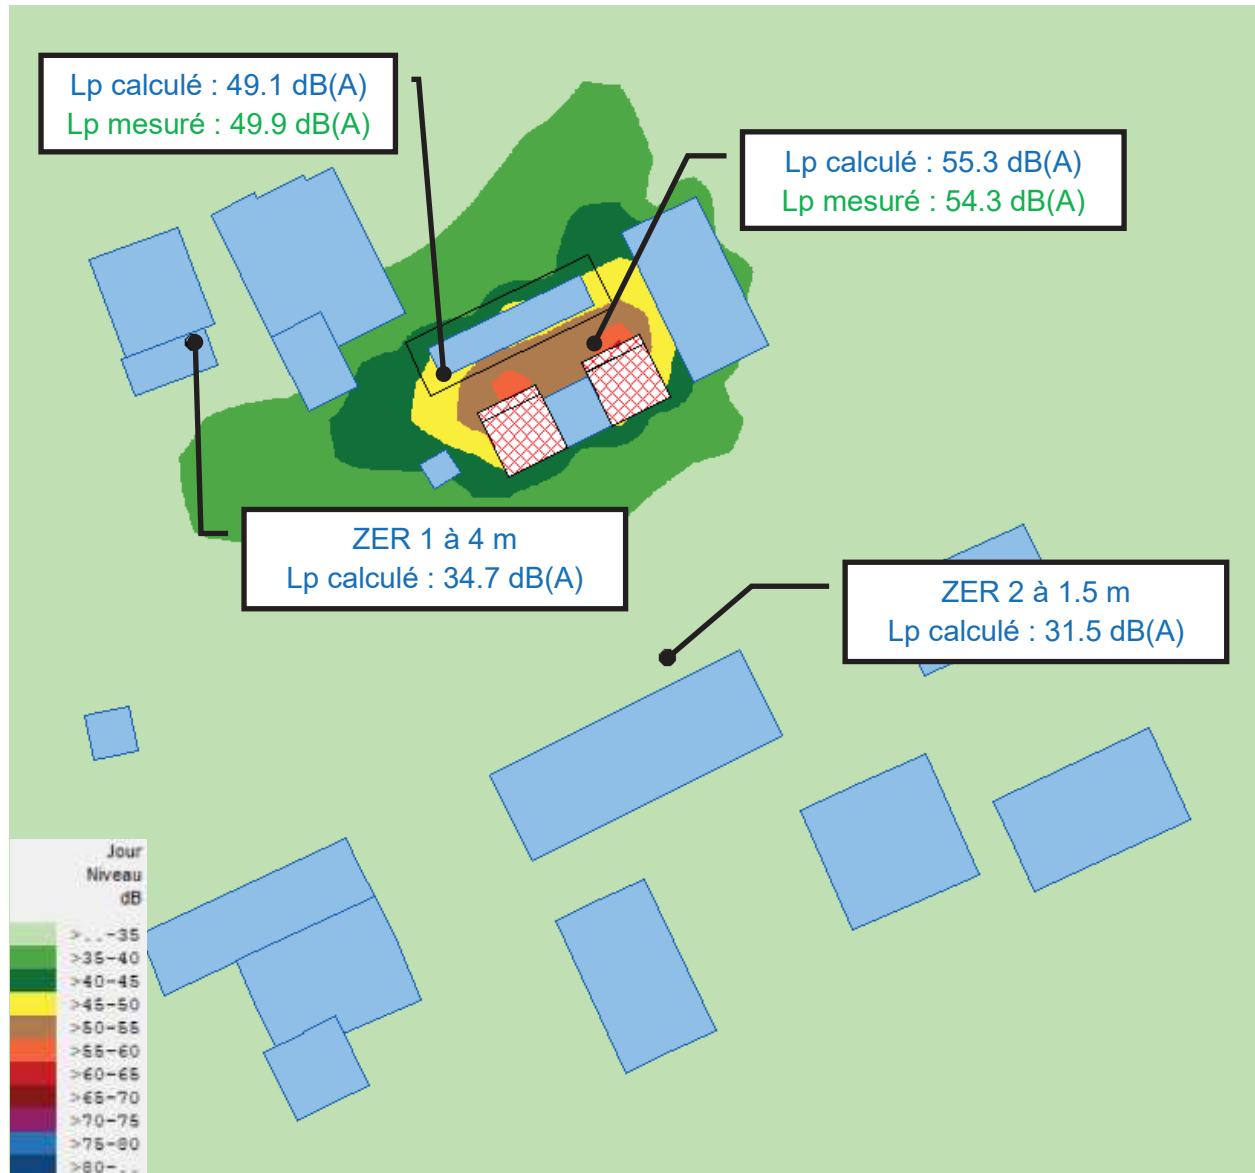 Lp calculé : 49.1 dB(A)
Lp mesuré : 49.9 dB(A)
Lp calculé : 55.3 dB(A)
Lp mesuré : 54.3 dB(A)
ZER 1 à 4 m
Lp calculé : 34.7 dB(A)
ZER 2 à 1.5 m
Lp calculé : 31.5 dB(A)
Jour
Niveau
dB
>..-35
>35-40
>40-45
>45-50
>50-55
>55-60
>60-65
>65-70
>70-75
>75-80
>80-..